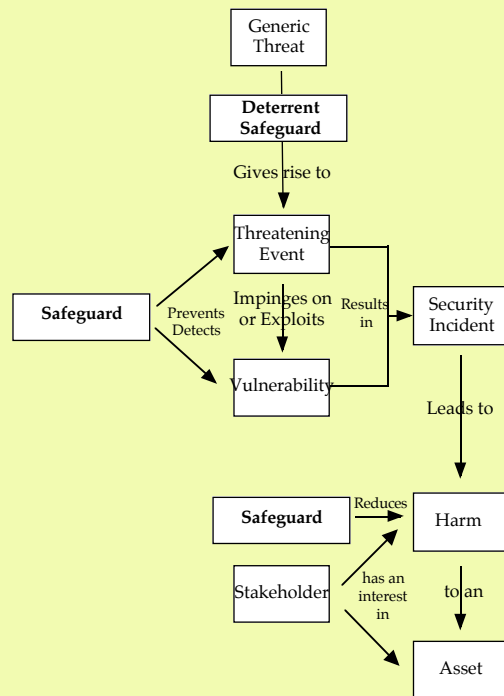 Generic
Threat
Deterrent
Safeguard
Gives rise to
Threatening
Event
Safeguard
Prevents
Detects
Impinges on
or Exploits
Results
in
Security
Incident
Vulnerability
Leads to
Safeguard
Reduces
Harm
Stakeholder
has an
interest
in
to an
Asset